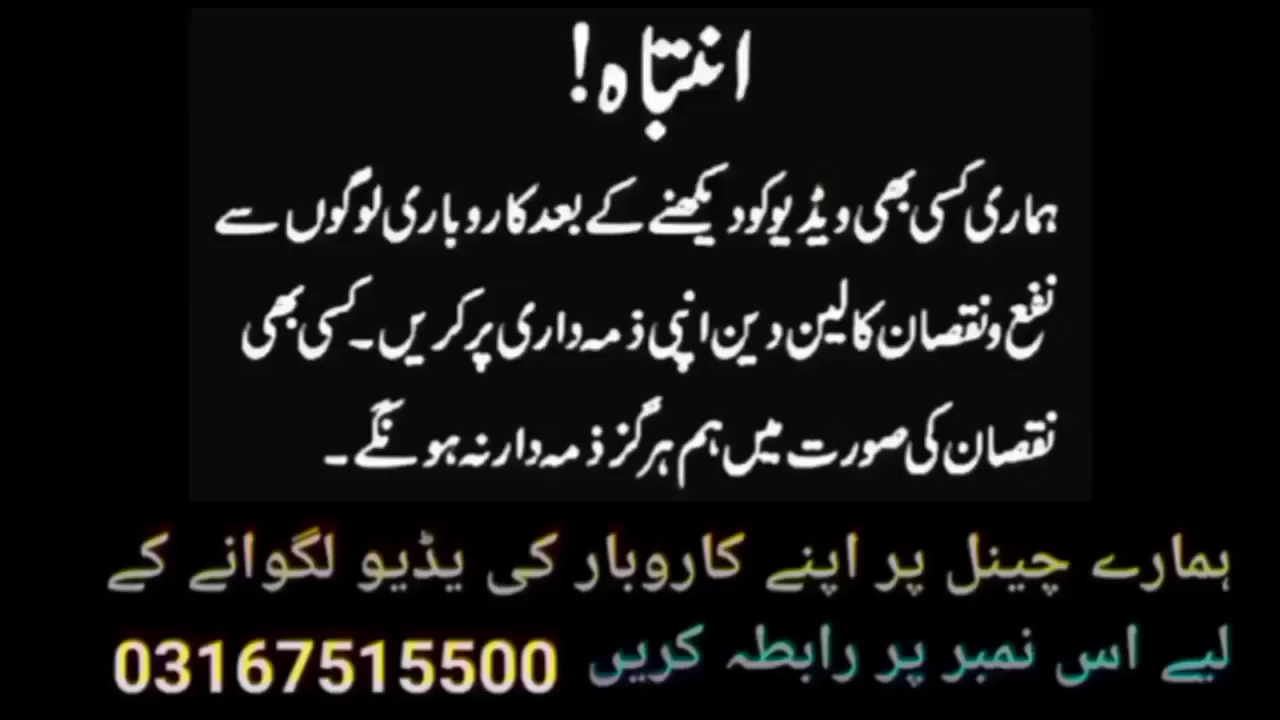 انتباہ!
ہماری کسی بھی ویڈیو کو دیکھنے کے بعد کاروباری لوگوں سے
نفع و نقصان کا لین دین اپنی ذمہ داری پر کریں۔ کسی بھی
نقصان کی صورت میں ہم ہرگز ذمہ دار نہ ہونگے۔
ہمارے چینل پر اپنے کاروبار کی یڈیو لگوانے کے
لیے اس نمبر پر رابطہ کریں 03167515500